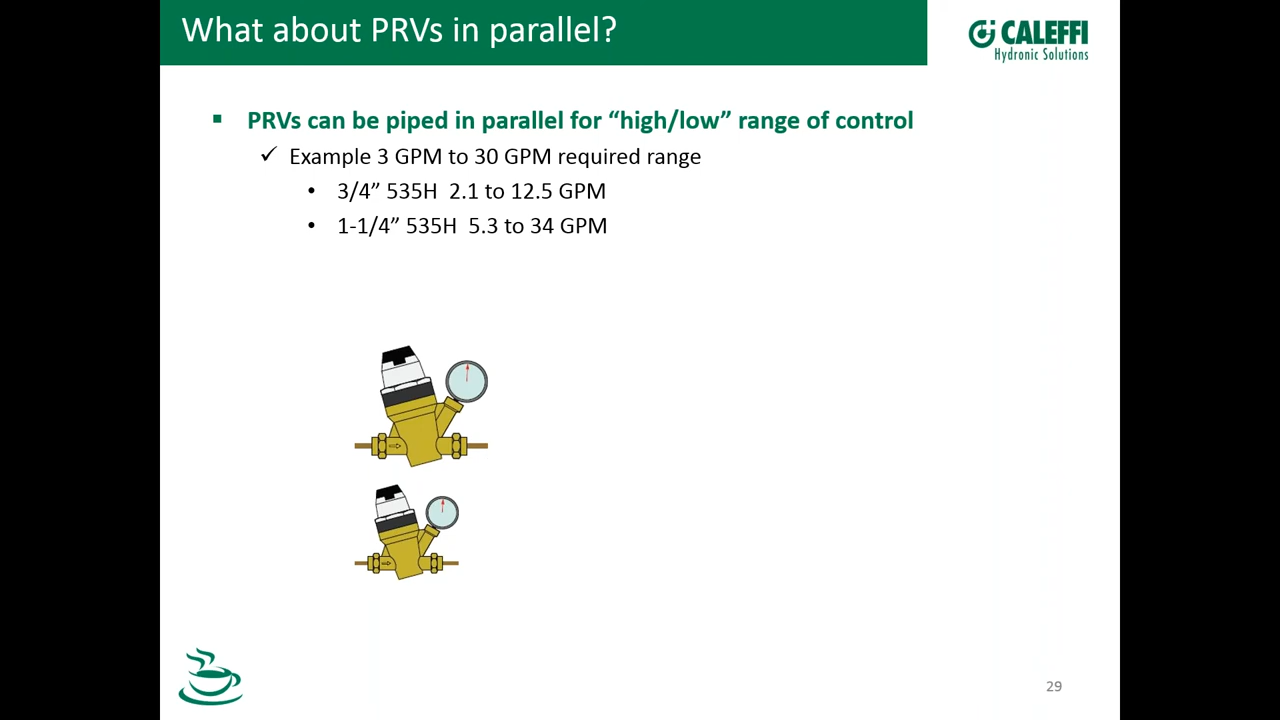 What about PRVs in parallel?
CALEFFI
Hydronic Solutions
▪ PRVs can be piped in parallel for “high/low” range of control
✓ Example 3 GPM to 30 GPM required range
• 3/4” 535H 2.1 to 12.5 GPM
• 1-1/4” 535H 5.3 to 34 GPM
29